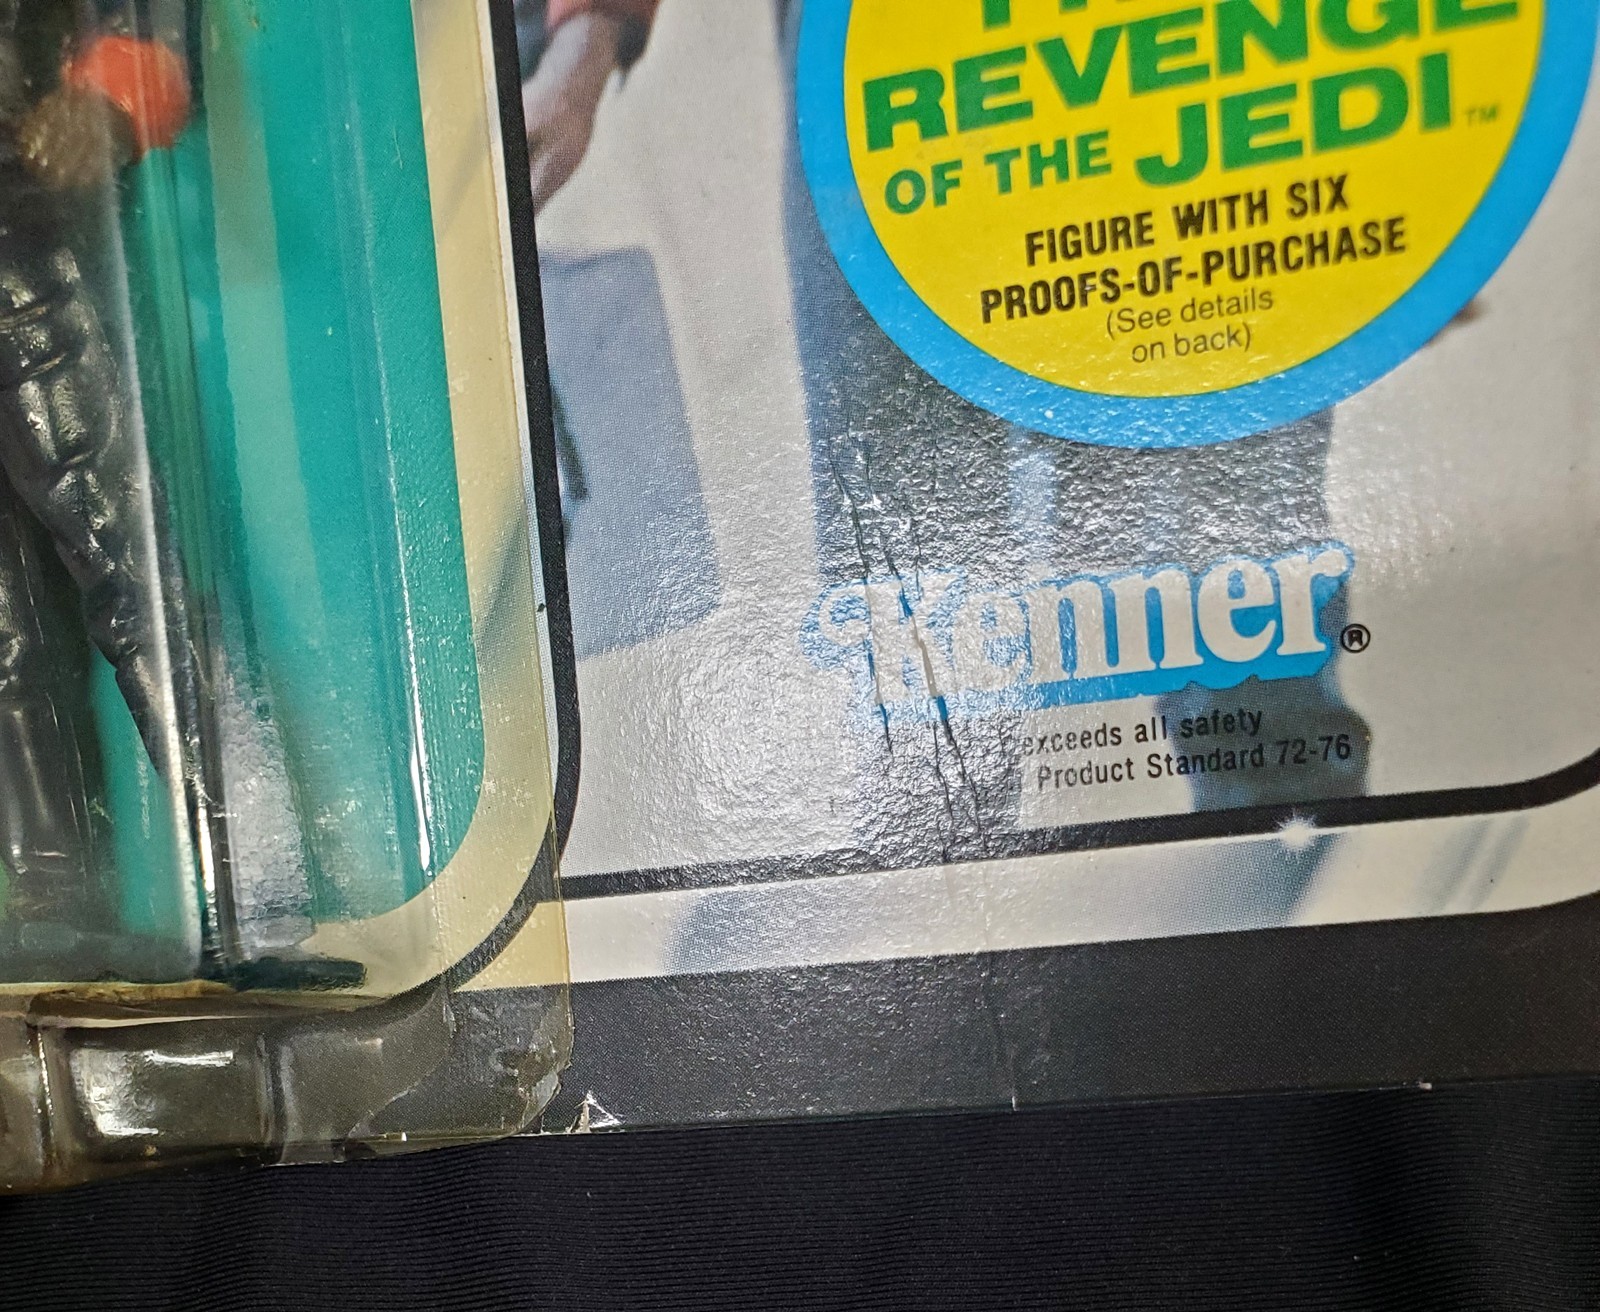 REVENGE
OF THE JEDI™
FIGURE WITH SIX
PROOFS-OF-PURCHASE
(See details
on back)
Kenner®
exceeds all safety
Product Standard 72-76